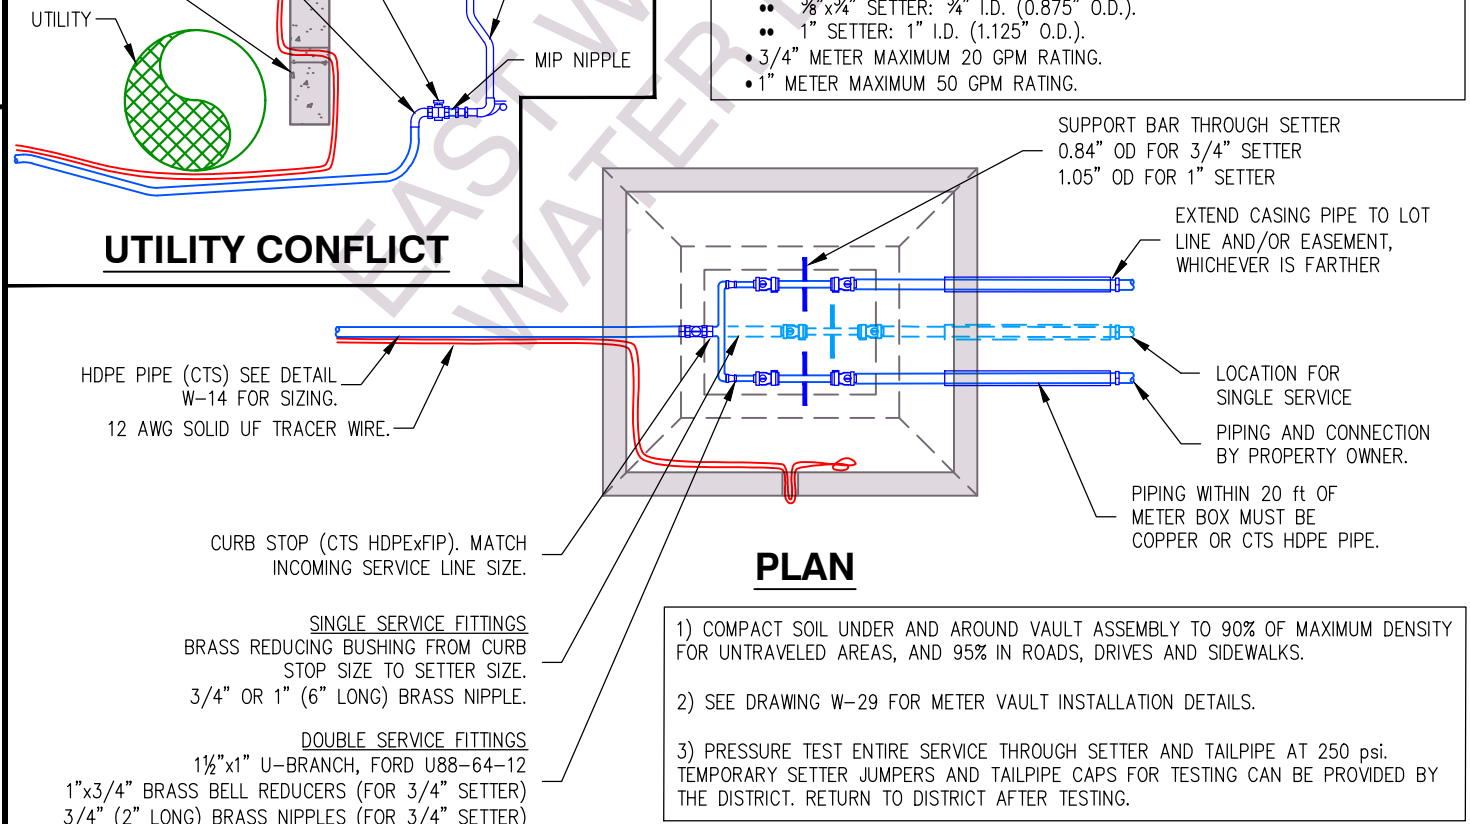 UTILITY
MIP NIPPLE
UTILITY CONFLICT
•• ⅝"x¾" SETTER: ¾" I.D. (0.875" O.D.).
•• 1" SETTER: 1" I.D. (1.125" O.D.).
• 3/4" METER MAXIMUM 20 GPM RATING.
• 1" METER MAXIMUM 50 GPM RATING.
EAST W
WATER
SUPPORT BAR THROUGH SETTER
0.84" OD FOR 3/4" SETTER
1.05" OD FOR 1" SETTER
EXTEND CASING PIPE TO LOT
LINE AND/OR EASEMENT,
WHICHEVER IS FARTHER
HDPE PIPE (CTS) SEE DETAIL
W-14 FOR SIZING.
12 AWG SOLID UF TRACER WIRE.
LOCATION FOR
SINGLE SERVICE
PIPING AND CONNECTION
BY PROPERTY OWNER.
PIPING WITHIN 20 ft OF
METER BOX MUST BE
COPPER OR CTS HDPE PIPE.
CURB STOP (CTS HDPExFIP). MATCH
INCOMING SERVICE LINE SIZE.
PLAN
SINGLE SERVICE FITTINGS
BRASS REDUCING BUSHING FROM CURB
STOP SIZE TO SETTER SIZE.
3/4" OR 1" (6" LONG) BRASS NIPPLE.
DOUBLE SERVICE FITTINGS
1½"x1" U-BRANCH, FORD U88-64-12
1"x3/4" BRASS BELL REDUCERS (FOR 3/4" SETTER)
3/4" (2" LONG) BRASS NIPPLES (FOR 3/4" SETTER)
1) COMPACT SOIL UNDER AND AROUND VAULT ASSEMBLY TO 90% OF MAXIMUM DENSITY
FOR UNTRAVELED AREAS, AND 95% IN ROADS, DRIVES AND SIDEWALKS.
2) SEE DRAWING W-29 FOR METER VAULT INSTALLATION DETAILS.
3) PRESSURE TEST ENTIRE SERVICE THROUGH SETTER AND TAILPIPE AT 250 psi.
TEMPORARY SETTER JUMPERS AND TAILPIPE CAPS FOR TESTING CAN BE PROVIDED BY
THE DISTRICT. RETURN TO DISTRICT AFTER TESTING.